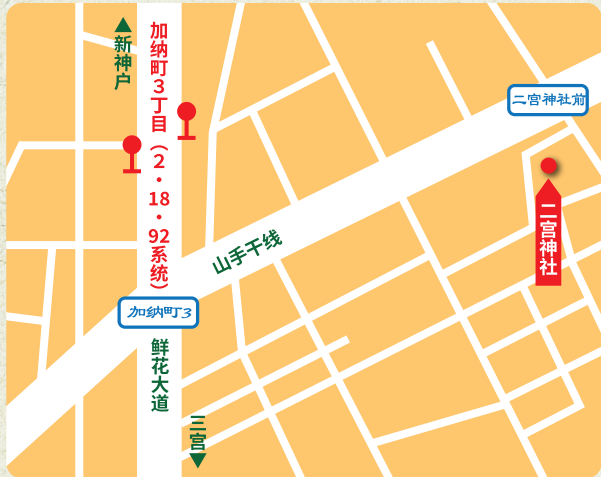 ▲
新神户
加纳町3丁目（2・18・92系统）
二宫神社前
二宫神社
山手干线
加纳町3
鲜花大道
三宫
▼